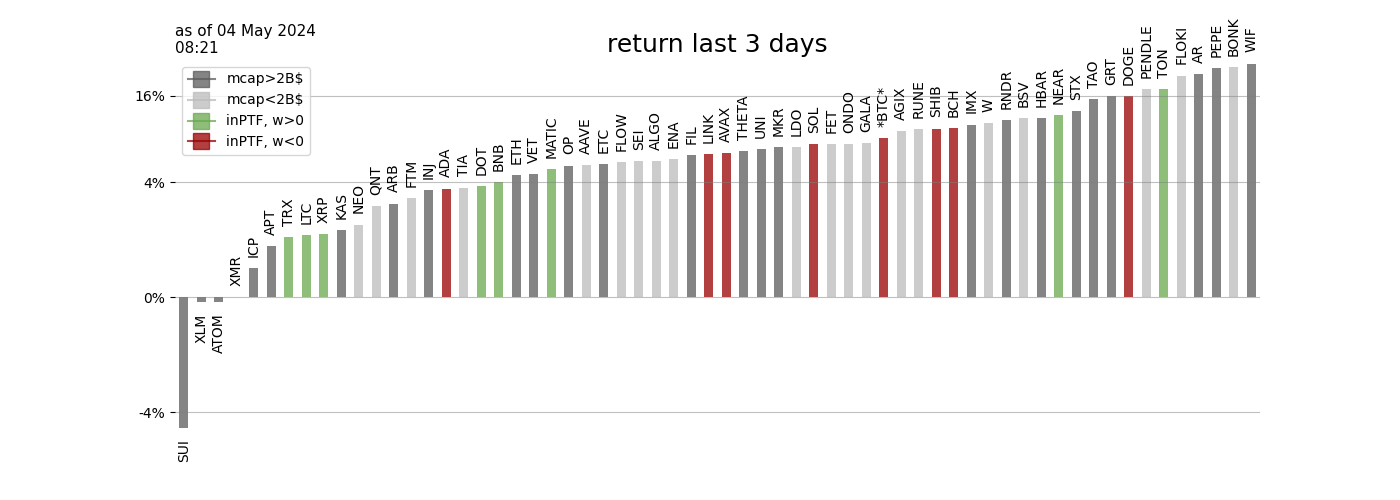 as of 04 May 2024
08:21
return last 3 days
mcap>2B$
mcap<2B$
inPTF, w>0
inPTF, w<0
16%
4%
0%
-4%
SUI
XLM
ATOM
XMR
ICP
APT
TRX
LTC
XRP
KAS
NEO
QNT
ARB
FTM
INJ
ADA
TIA
DOT
BNB
ETH
VET
MATIC
OP
AAVE
ETC
FLOW
SEI
ALGO
ENA
FIL
LINK
AVAX
THETA
UNI
MKR
LDO
SOL
FET
ONDO
GALA
*BTC*
AGIX
RUNE
SHIB
BCH
IMX
W
RNDR
BSV
HBAR
NEAR
STX
TAO
GRT
DOGE
PENDLE
TON
FLOKI
AR
PEPE
BONK
WIF